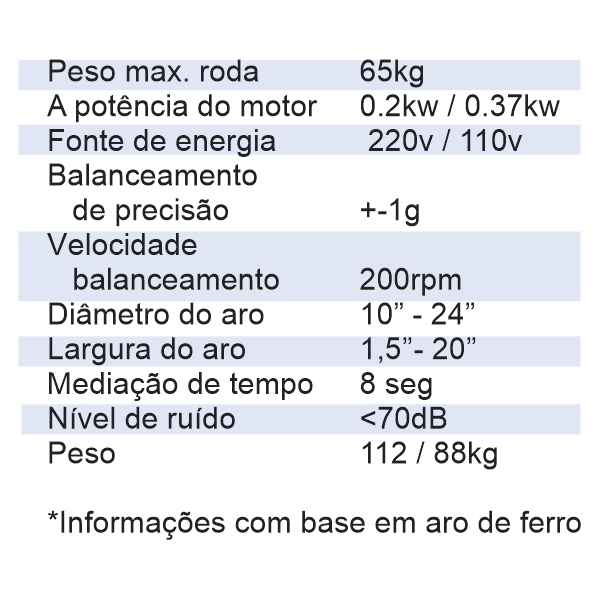 Peso max. roda 65kg
A potência do motor 0.2kw / 0.37kw
Fonte de energia 220v / 110v
Balanceamento
de precisão +-1g
Velocidade
balanceamento 200rpm
Diâmetro do aro 10” - 24”
Largura do aro 1,5”- 20”
Mediação de tempo 8 seg
Nível de ruído <70dB
Peso 112 / 88kg
*Informações com base em aro de ferro